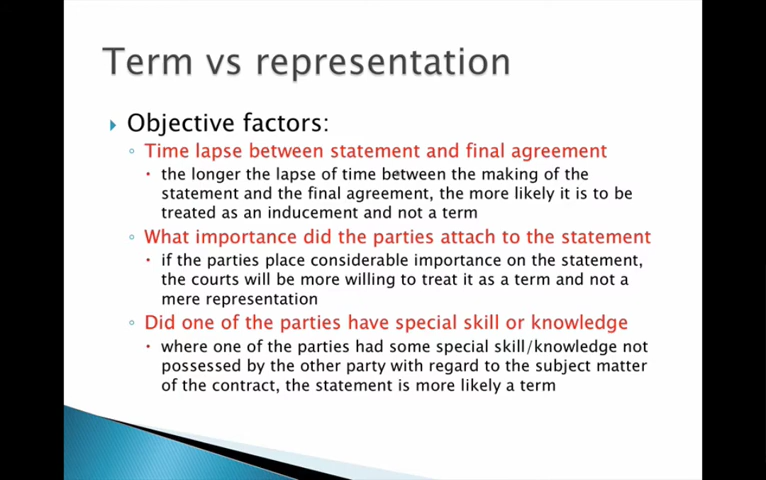 Term vs representation
Objective factors:
Time lapse between statement and final agreement
the longer the lapse of time between the making of the
statement and the final agreement, the more likely it is to be
treated as an inducement and not a term
What importance did the parties attach to the statement
if the parties place considerable importance on the statement,
the courts will be more willing to treat it as a term and not a
mere representation
Did one of the parties have special skill or knowledge
where one of the parties had some special skill/knowledge not
possessed by the other party with regard to the subject matter
of the contract, the statement is more likely a term